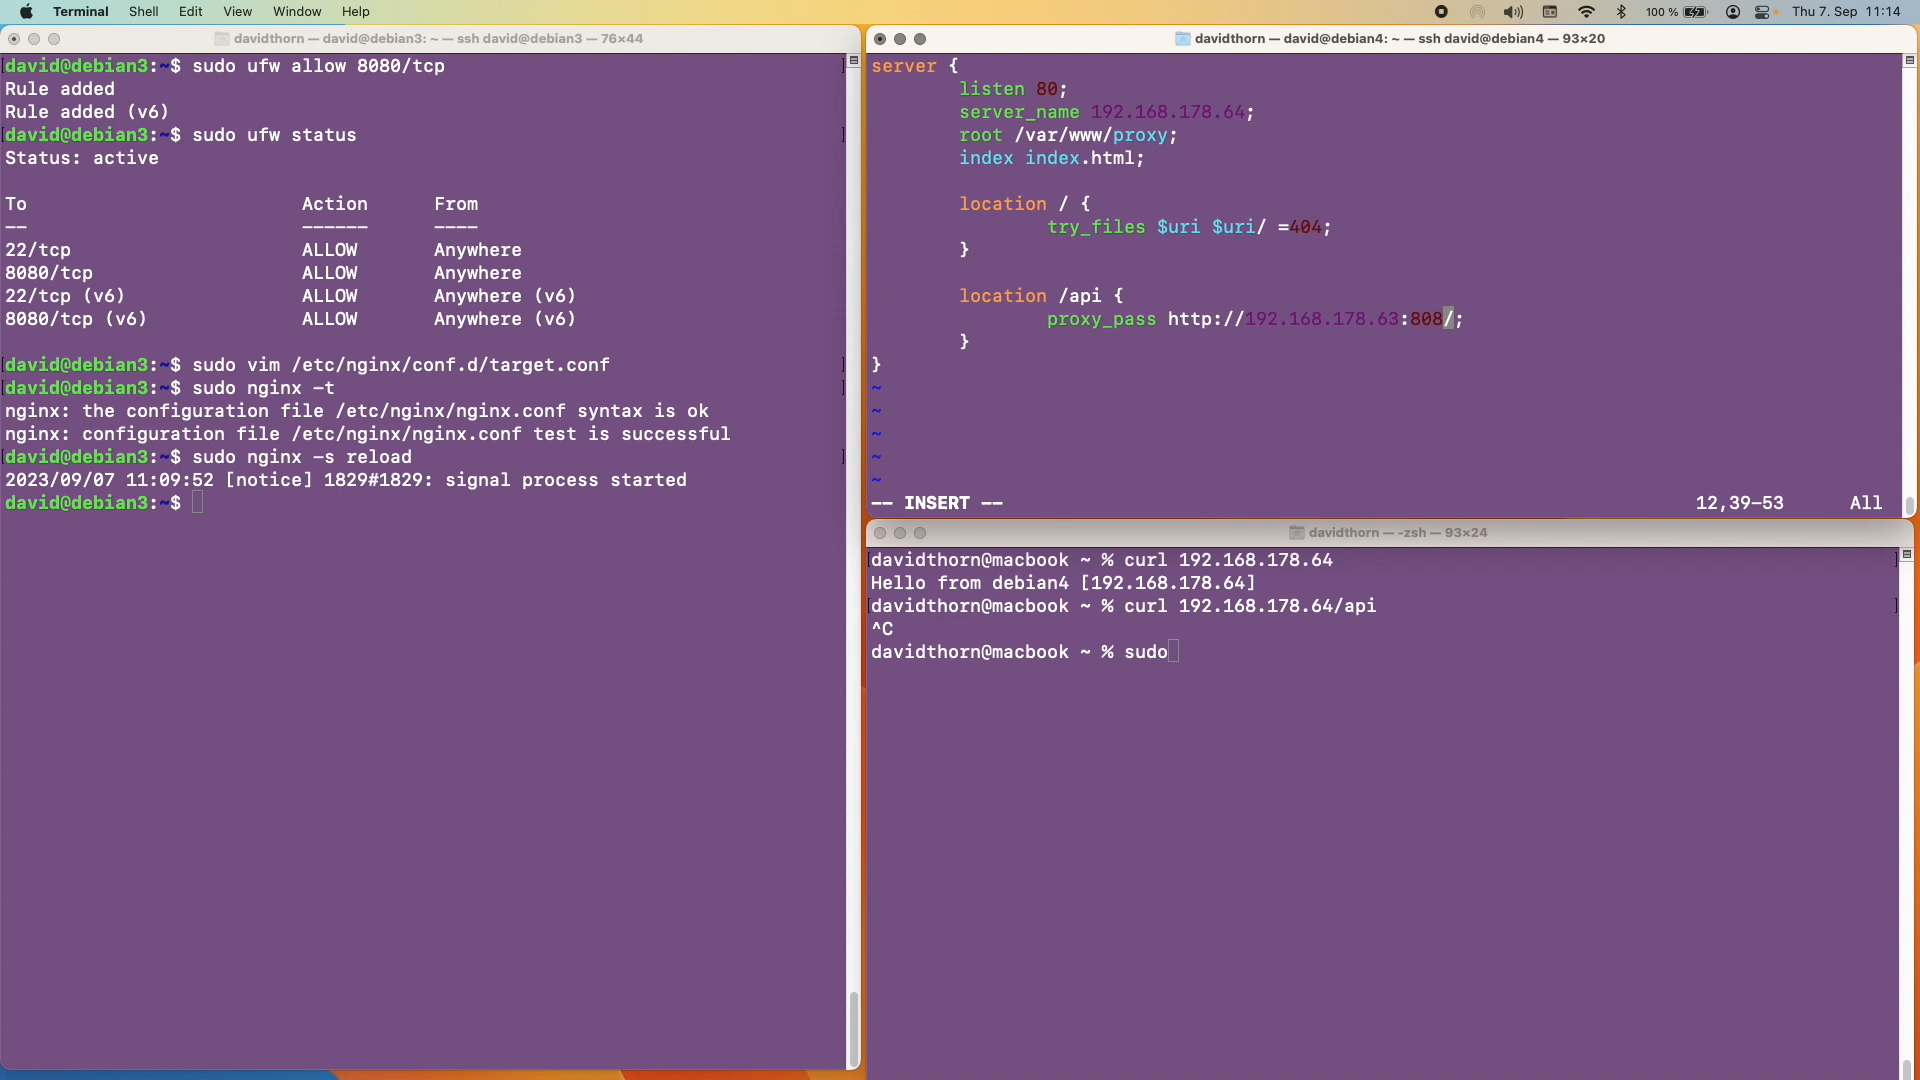 Terminal Shell Edit View Window Help 100 % Thu 7. Sep 11:14
davidthorn — david@debian3: ~ — ssh david@debian3 — 76×44
david@debian3:~$ sudo ufw allow 8080/tcp
Rule added
Rule added (v6)
david@debian3:~$ sudo ufw status
Status: active
To Action From
-- ------ ----
22/tcp ALLOW Anywhere
8080/tcp ALLOW Anywhere
22/tcp (v6) ALLOW Anywhere (v6)
8080/tcp (v6) ALLOW Anywhere (v6)
david@debian3:~$ sudo vim /etc/nginx/conf.d/target.conf
david@debian3:~$ sudo nginx -t
nginx: the configuration file /etc/nginx/nginx.conf syntax is ok
nginx: configuration file /etc/nginx/nginx.conf test is successful
david@debian3:~$ sudo nginx -s reload
2023/09/07 11:09:52 [notice] 1829#1829: signal process started
david@debian3:~$
davidthorn — david@debian4: ~ — ssh david@debian4 — 93×20
server {
listen 80;
server_name 192.168.178.64;
root /var/www/proxy;
index index.html;
location / {
try_files $uri $uri/ =404;
}
location /api {
proxy_pass http://192.168.178.63:808/;
}
}
~
~
~
~
~
-- INSERT -- 12,39-53 All
davidthorn — -zsh — 93×24
davidthorn@macbook ~ % curl 192.168.178.64
Hello from debian4 [192.168.178.64]
davidthorn@macbook ~ % curl 192.168.178.64/api
^C
davidthorn@macbook ~ % sudo